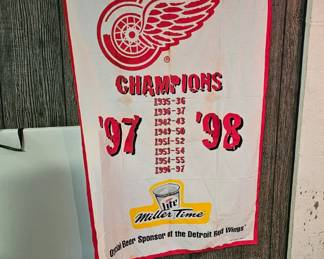 ®
CHAMPIONS
1935-36
1936-37
1942-43
1949-50
'97 1951-52 '98
1953-54
1954-55
1996-97
Lite
Miller Time
Official Beer Sponsor of the Detroit Red Wings